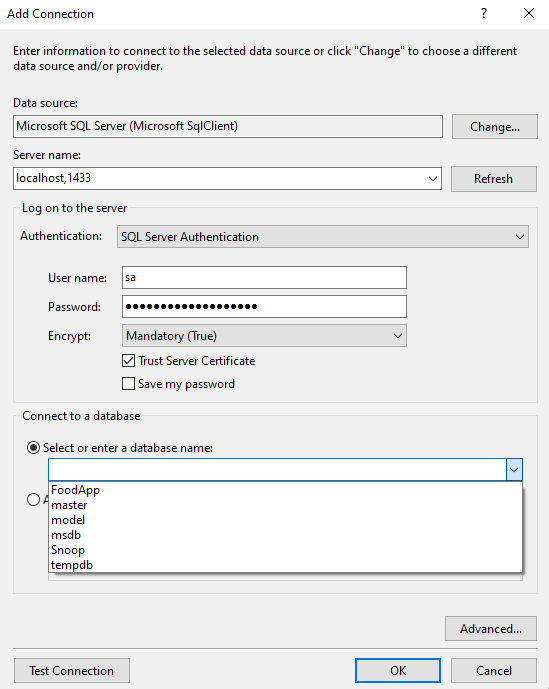 Add Connection
?
Enter information to connect to the selected data source or click "Change" to choose a different
data source and/or provider.
Data source:
Microsoft SQL Server (Microsoft SqlClient)
Change...
Server name:
localhost,1433
Refresh
Log on to the server
Authentication:
SQL Server Authentication
User name:
sa
Password:
●●●●●●●●●●●●●●●●●●●
Encrypt:
Mandatory (True)
Trust Server Certificate
Save my password
Connect to a database
Select or enter a database name:
FoodApp
master
model
msdb
Snoop
tempdb
Advanced...
Test Connection
OK
Cancel